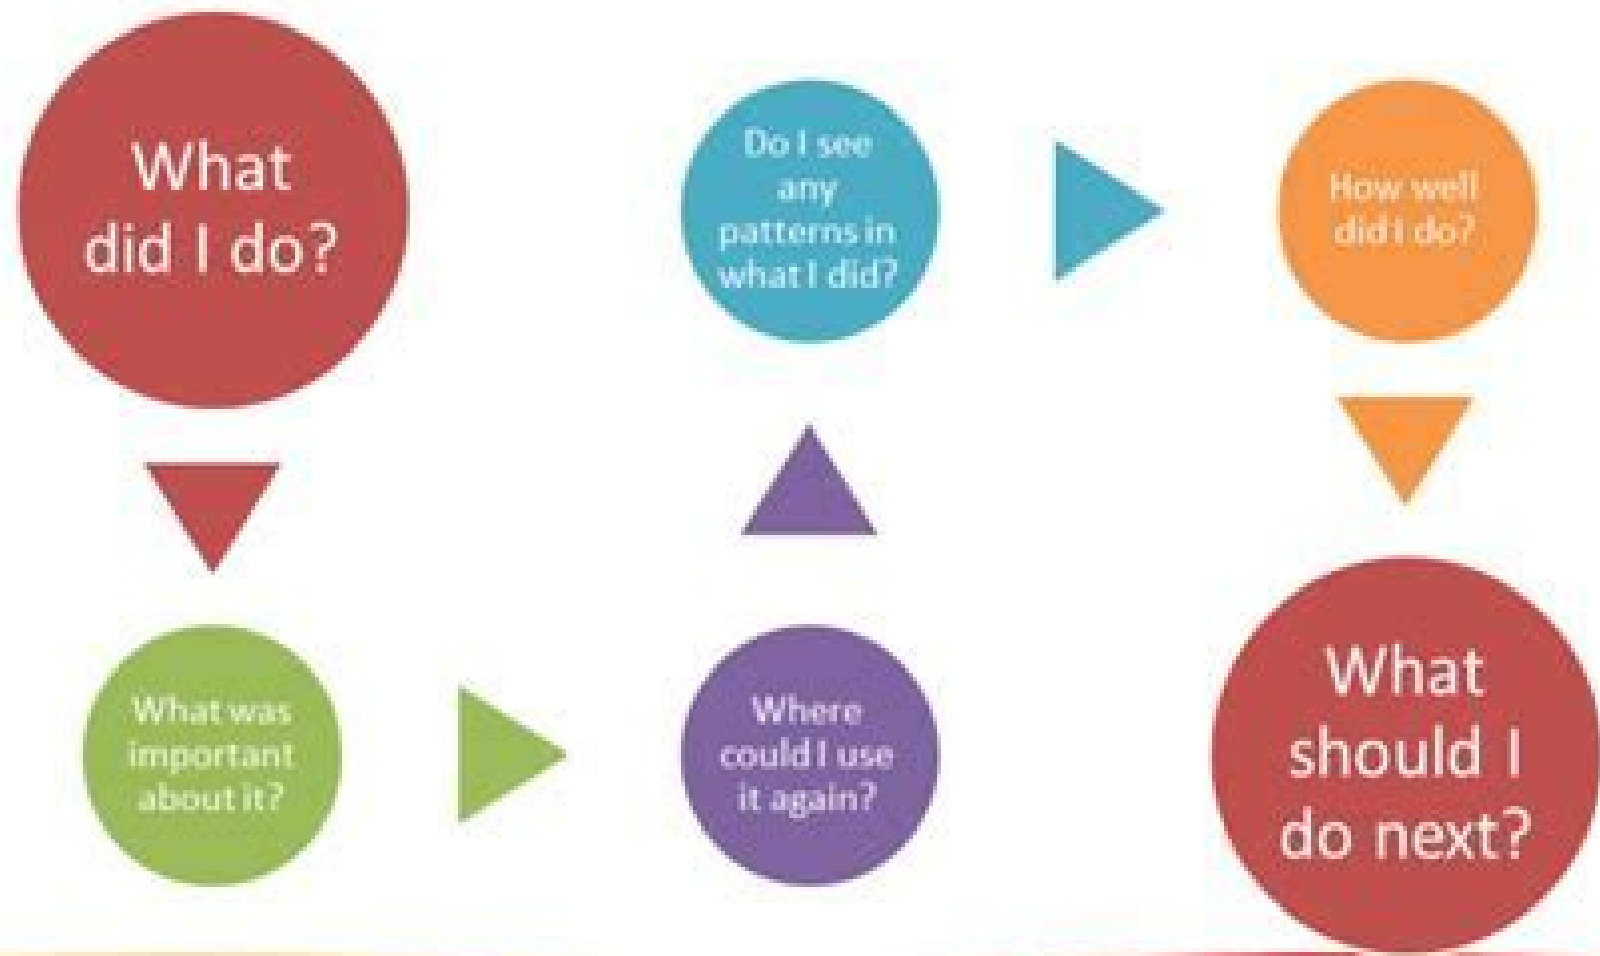 What
did I do?
What was
important
about it?
Where
could I use
it again?
Do I see
any
patterns in
what I did?
How well
did I do?
What
should I
do next?